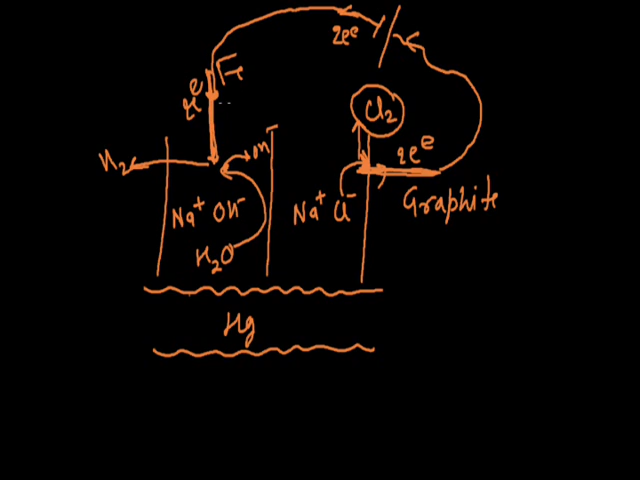 2e⁻
Fe
2e⁻
Cl₂
H₂
OH⁻
2e⁻
Na⁺ OH⁻
Na⁺ Cl⁻
Graphite
H₂O
Hg